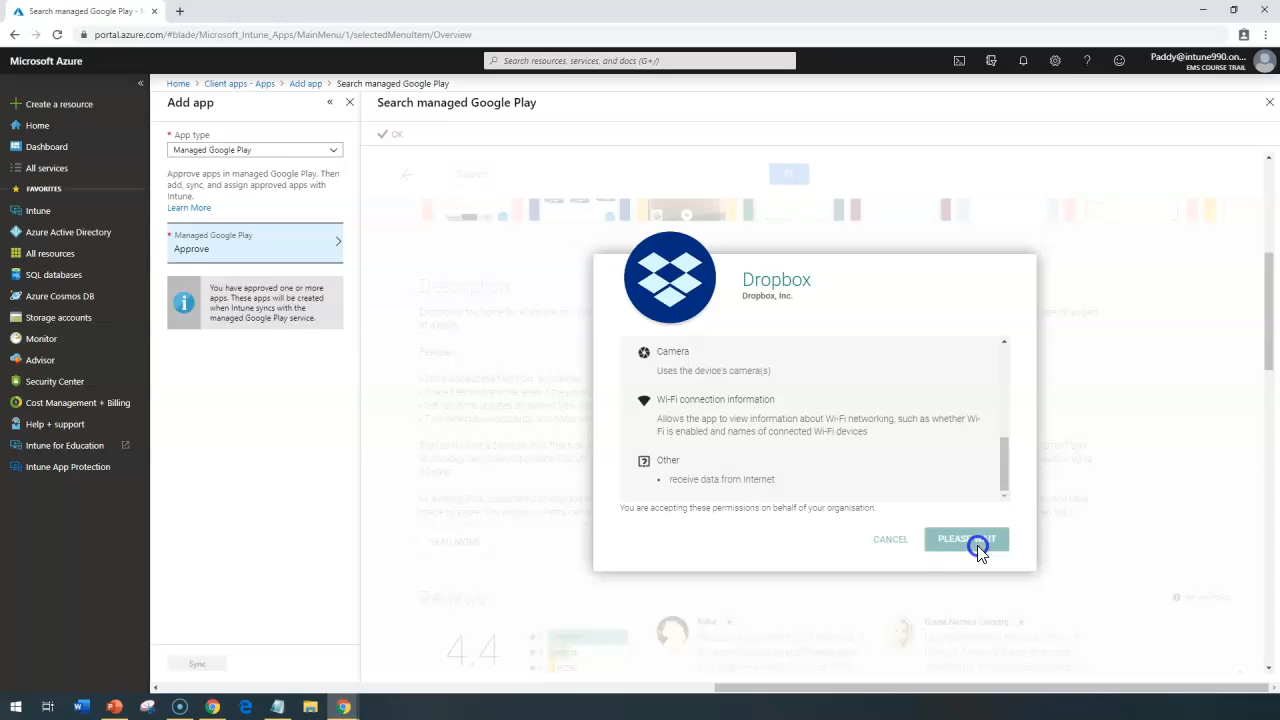 Search managed Google Play -
portal.azure.com/#blade/Microsoft_Intune_Apps/MainMenu/1/selectedMenuItem/Overview
Microsoft Azure
Search resources, services, and docs (G+/)
Paddy@intune990.on...
EMS COURSE TRAIL
Home > Client apps - Apps > Add app > Search managed Google Play
Create a resource
Home
Dashboard
All services
FAVORITES
Intune
Azure Active Directory
All resources
SQL databases
Azure Cosmos DB
Storage accounts
Monitor
Advisor
Security Center
Cost Management + Billing
Help + support
Intune for Education
Intune App Protection
Add app
* App type
Managed Google Play
Approve apps in managed Google Play. Then
add, sync, and assign approved apps with
Intune.
Learn More
* Managed Google Play
Approve
You have approved one or more
apps. These apps will be created
when Intune syncs with the
managed Google Play service.
Sync
Search managed Google Play
OK
Search
Description
Features:
READ MORE
Reviews
4.4
Mike
Dropbox
Dropbox, Inc.
Camera
Uses the device's camera(s)
Wi-Fi connection information
Allows the app to view information about Wi-Fi networking, such as whether Wi-
Fi is enabled and names of connected Wi-Fi devices
Other
• receive data from Internet
You are accepting these permissions on behalf of your organisation.
CANCEL